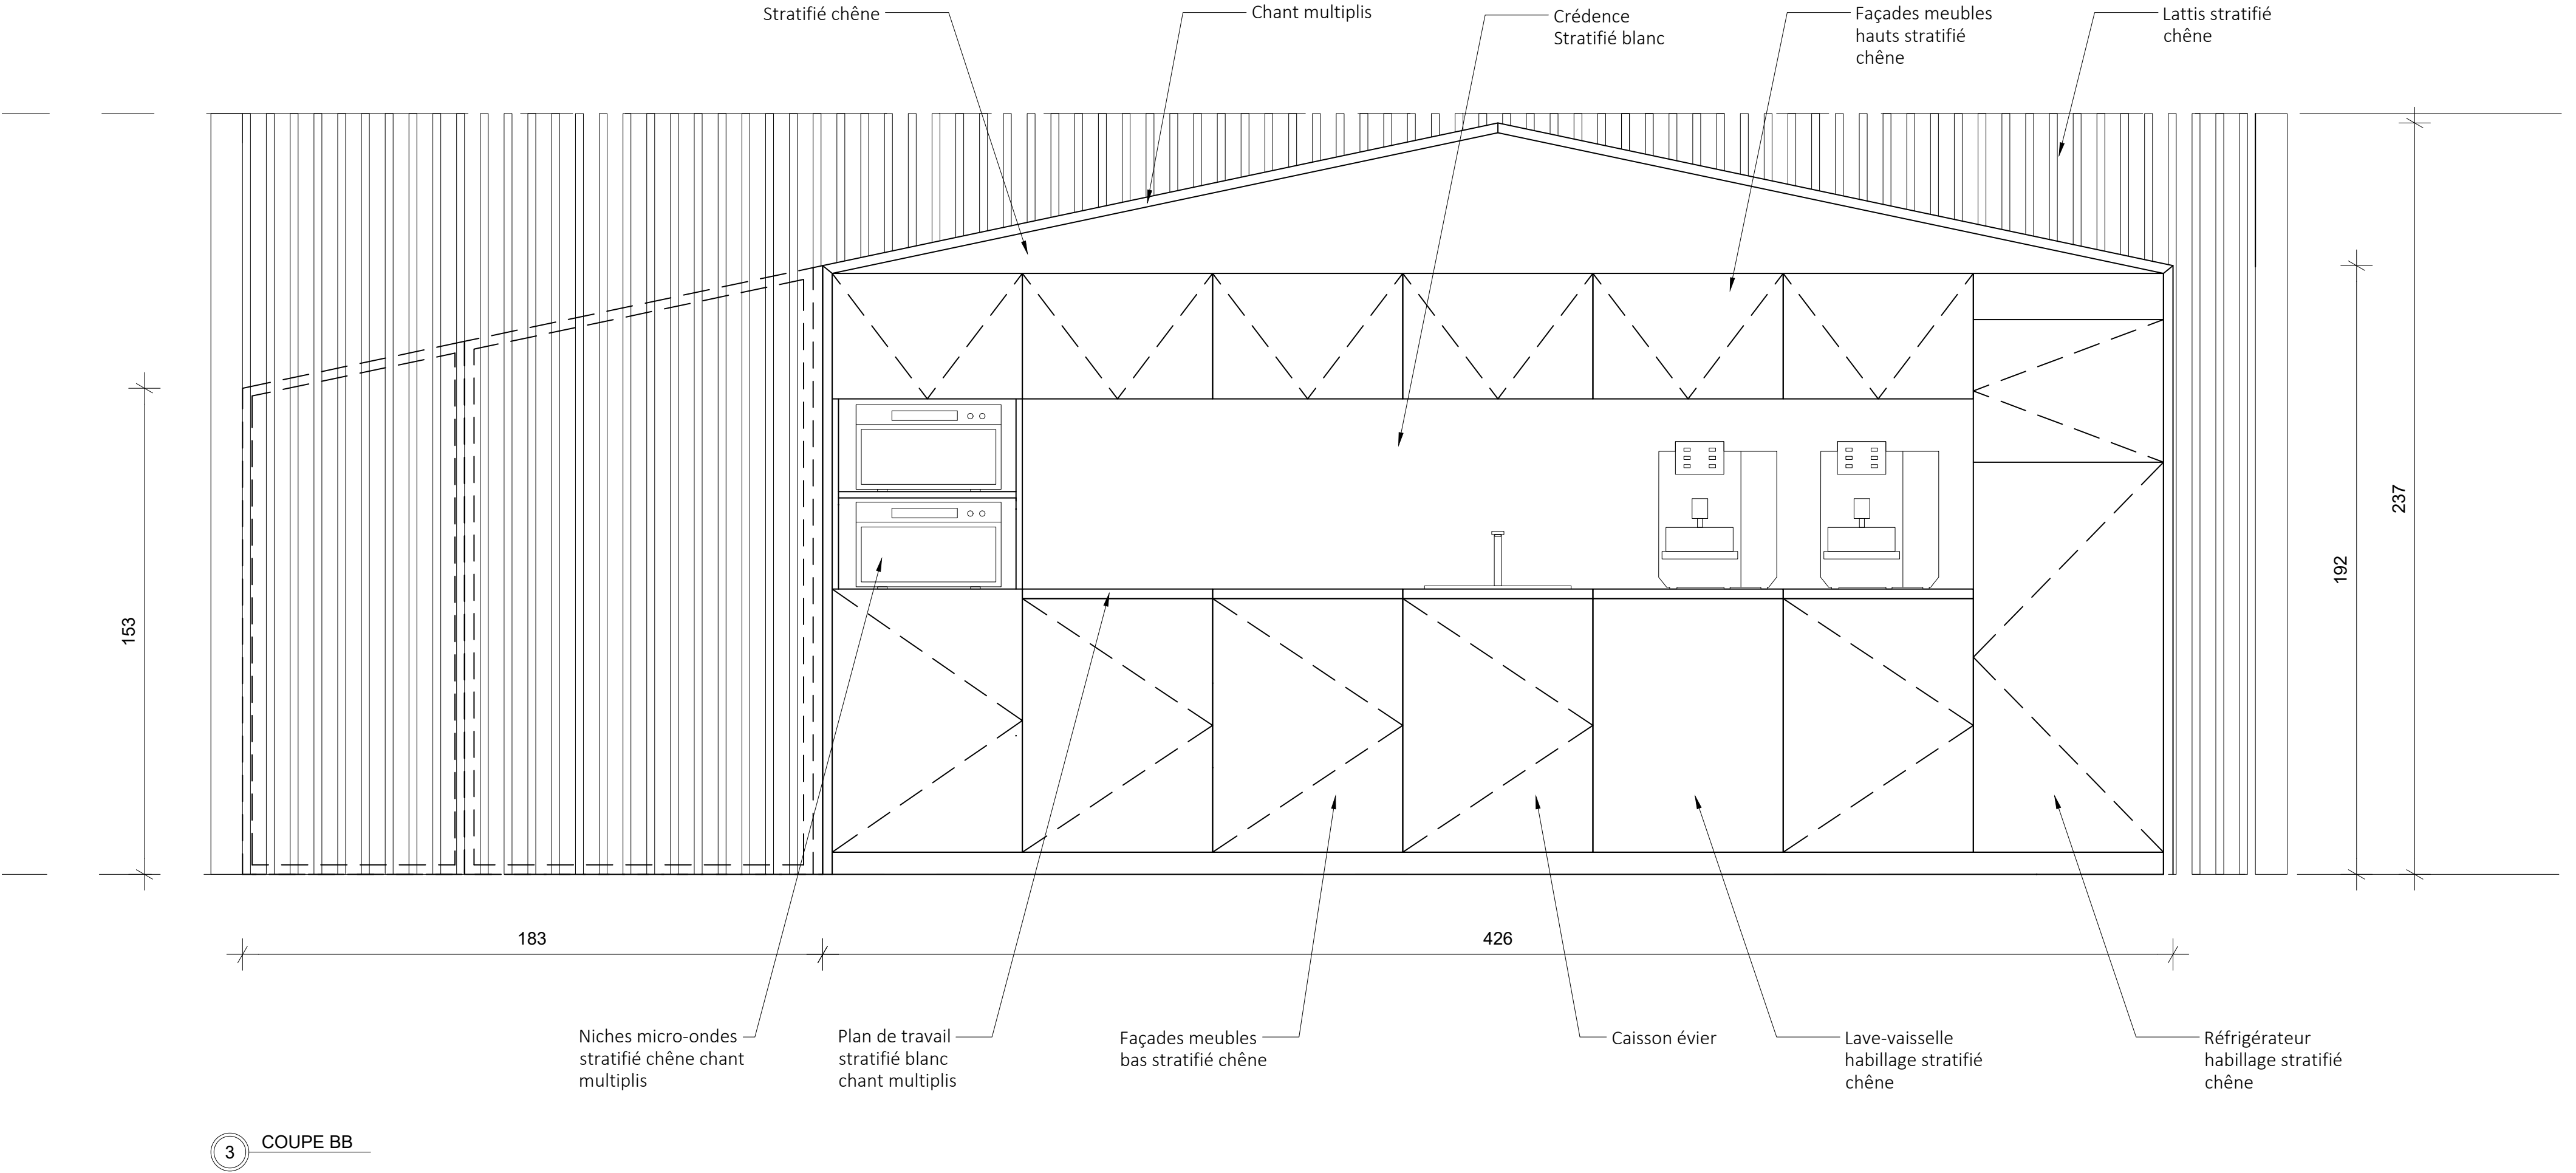 Stratifié chêne
Chant multiplis
Crédence
Stratifié blanc
Façades meubles
hauts stratifié
chêne
Lattis stratifié
chêne
153
237
192
183
426
Niches micro-ondes
stratifié chêne chant
multiplis
Plan de travail
stratifié blanc
chant multiplis
Façades meubles
bas stratifié chêne
Caisson évier
Lave-vaisselle
habillage stratifié
chêne
Réfrigérateur
habillage stratifié
chêne
3
COUPE BB